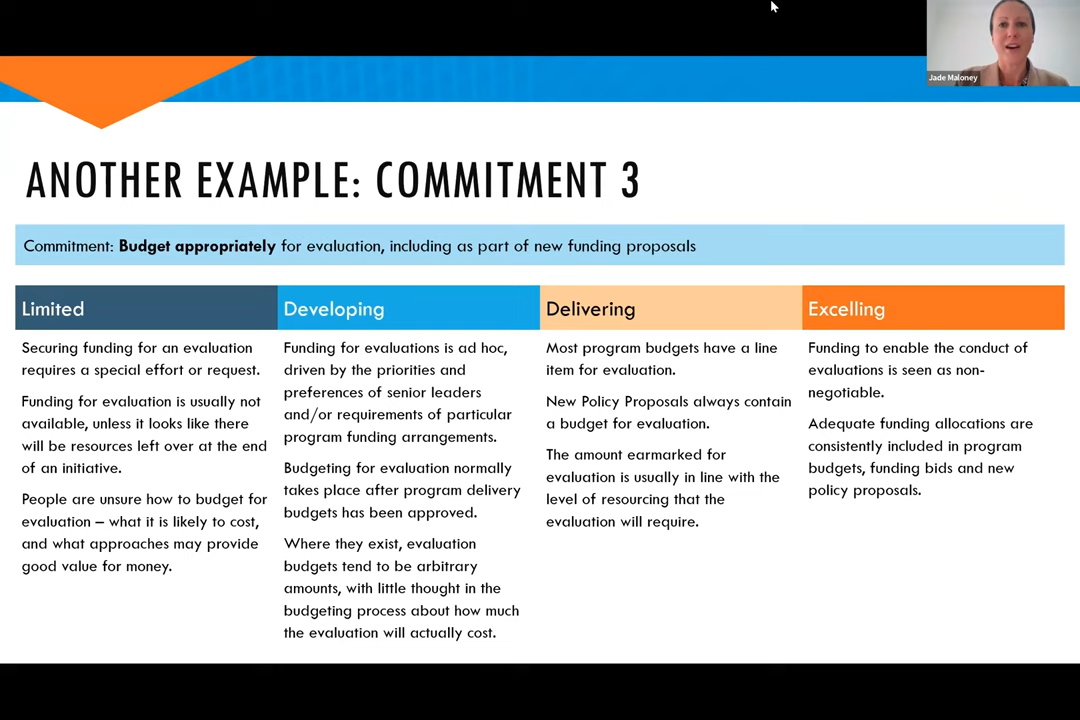 Jade Maloney
ANOTHER EXAMPLE: COMMITMENT 3
Commitment: Budget appropriately for evaluation, including as part of new funding proposals
Limited
Securing funding for an evaluation
requires a special effort or request.
Funding for evaluation is usually not
available, unless it looks like there
will be resources left over at the end
of an initiative.
People are unsure how to budget for
evaluation – what it is likely to cost,
and what approaches may provide
good value for money.
Developing
Funding for evaluations is ad hoc,
driven by the priorities and
preferences of senior leaders
and/or requirements of particular
program funding arrangements.
Budgeting for evaluation normally
takes place after program delivery
budgets has been approved.
Where they exist, evaluation
budgets tend to be arbitrary
amounts, with little thought in the
budgeting process about how much
the evaluation will actually cost.
Delivering
Most program budgets have a line
item for evaluation.
New Policy Proposals always contain
a budget for evaluation.
The amount earmarked for
evaluation is usually in line with the
level of resourcing that the
evaluation will require.
Excelling
Funding to enable the conduct of
evaluations is seen as non-
negotiable.
Adequate funding allocations are
consistently included in program
budgets, funding bids and new
policy proposals.